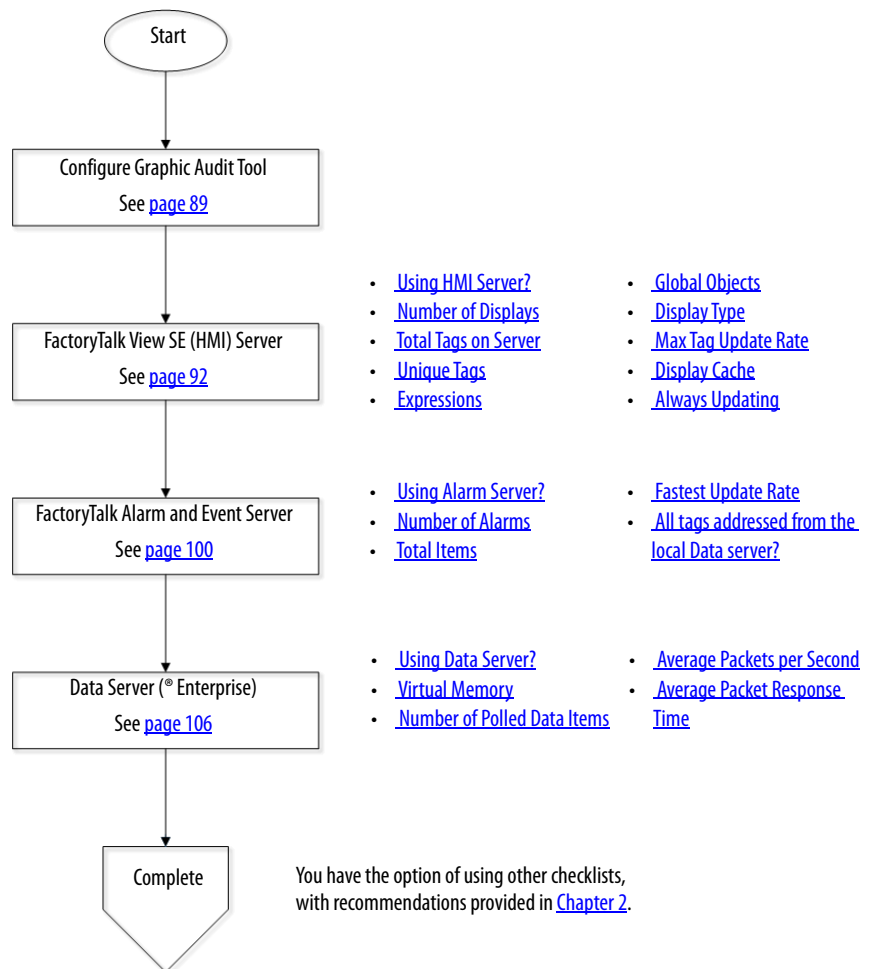 Start
Configure Graphic Audit Tool
See page 89
FactoryTalk View SE (HMI) Server
See page 92
• Using HMI Server?
• Number of Displays
• Total Tags on Server
• Unique Tags
• Expressions
• Global Objects
• Display Type
• Max Tag Update Rate
• Display Cache
• Always Updating
FactoryTalk Alarm and Event Server
See page 100
• Using Alarm Server?
• Number of Alarms
• Total Items
• Fastest Update Rate
• All tags addressed from the
local Data server?
Data Server (® Enterprise)
See page 106
• Using Data Server?
• Virtual Memory
• Number of Polled Data Items
• Average Packets per Second
• Average Packet Response
Time
Complete
You have the option of using other checklists,
with recommendations provided in Chapter 2.